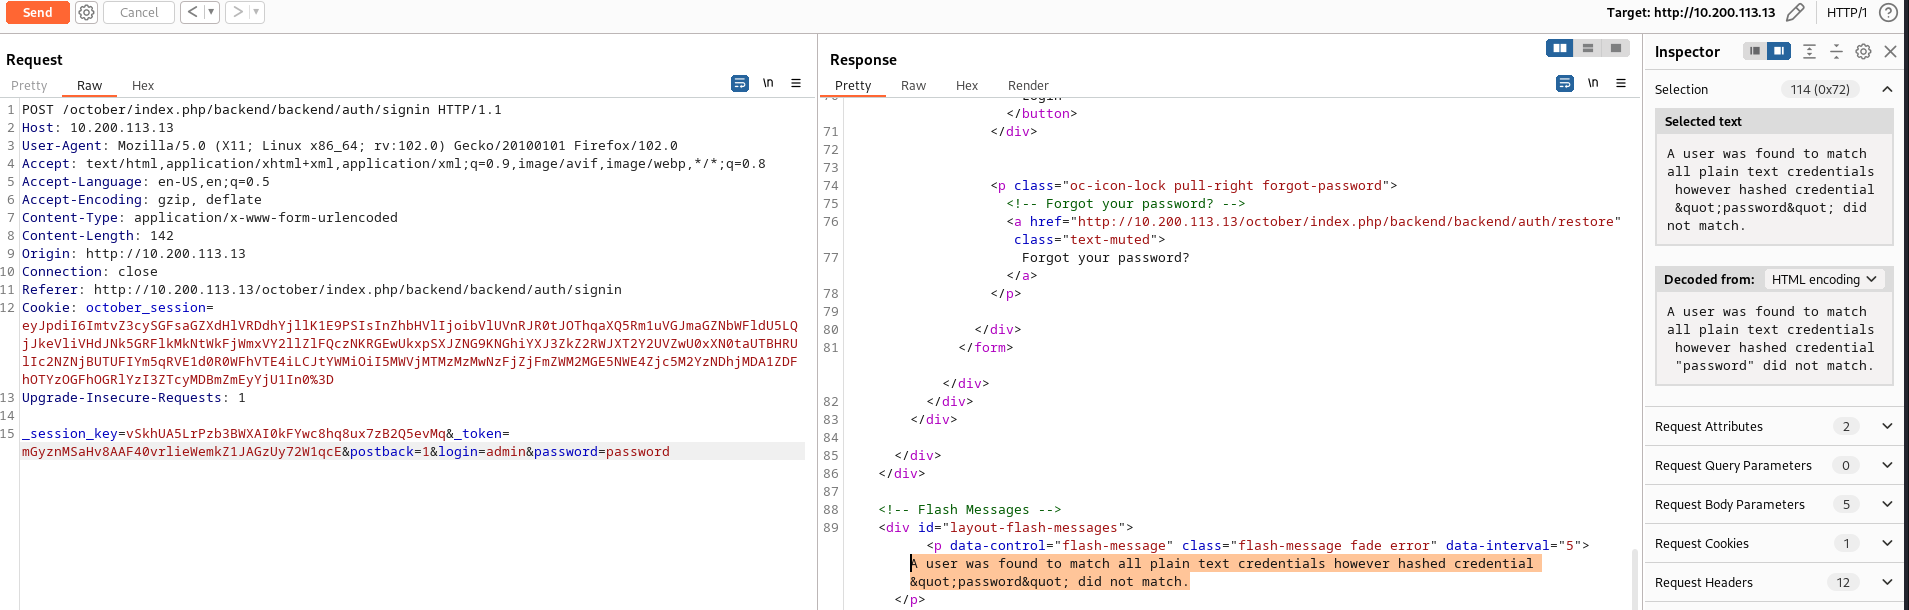 Send Cancel < > Target: http://10.200.113.13 HTTP/1
Request
Pretty Raw Hex \n
1 POST /october/index.php/backend/backend/auth/signin HTTP/1.1
2 Host: 10.200.113.13
3 User-Agent: Mozilla/5.0 (X11; Linux x86_64; rv:102.0) Gecko/20100101 Firefox/102.0
4 Accept: text/html,application/xhtml+xml,application/xml;q=0.9,image/avif,image/webp,*/*;q=0.8
5 Accept-Language: en-US,en;q=0.5
6 Accept-Encoding: gzip, deflate
7 Content-Type: application/x-www-form-urlencoded
8 Content-Length: 142
9 Origin: http://10.200.113.13
10 Connection: close
11 Referer: http://10.200.113.13/october/index.php/backend/backend/auth/signin
12 Cookie: october_session=
13 Upgrade-Insecure-Requests: 1
14
15 _session_key=vSkhUA5LrPzb3BWXAI0kFYwc8hq8ux7zB2Q5evMq&_token=
mGyznMSaHv8AAF40vrlieWemkZ1JAGzUy72W1qcE&postback=1&login=admin&password=password
Response
Pretty Raw Hex Render \n
</button>
71 </div>
72
73
74 <p class="oc-icon-lock pull-right forgot-password">
75 <!-- Forgot your password? -->
76 <a href="http://10.200.113.13/october/index.php/backend/backend/auth/restore"
class="text-muted">
77 Forgot your password?
</a>
78 </p>
79
80 </div>
81 </form>
</div>
82 </div>
83 </div>
84
85 </div>
86 </div>
87
88 <!-- Flash Messages -->
89 <div id="layout-flash-messages">
<p data-control="flash-message" class="flash-message fade error" data-interval="5">
A user was found to match all plain text credentials however hashed credential
&quot;password&quot; did not match.
</p>
Inspector
Selection 114 (0x72)
Selected text
A user was found to match
all plain text credentials
however hashed credential
&quot;password&quot; did
not match.
Decoded from: HTML encoding
A user was found to match
all plain text credentials
however hashed credential
"password" did not match.
Request Attributes 2
Request Query Parameters 0
Request Body Parameters 5
Request Cookies 1
Request Headers 12